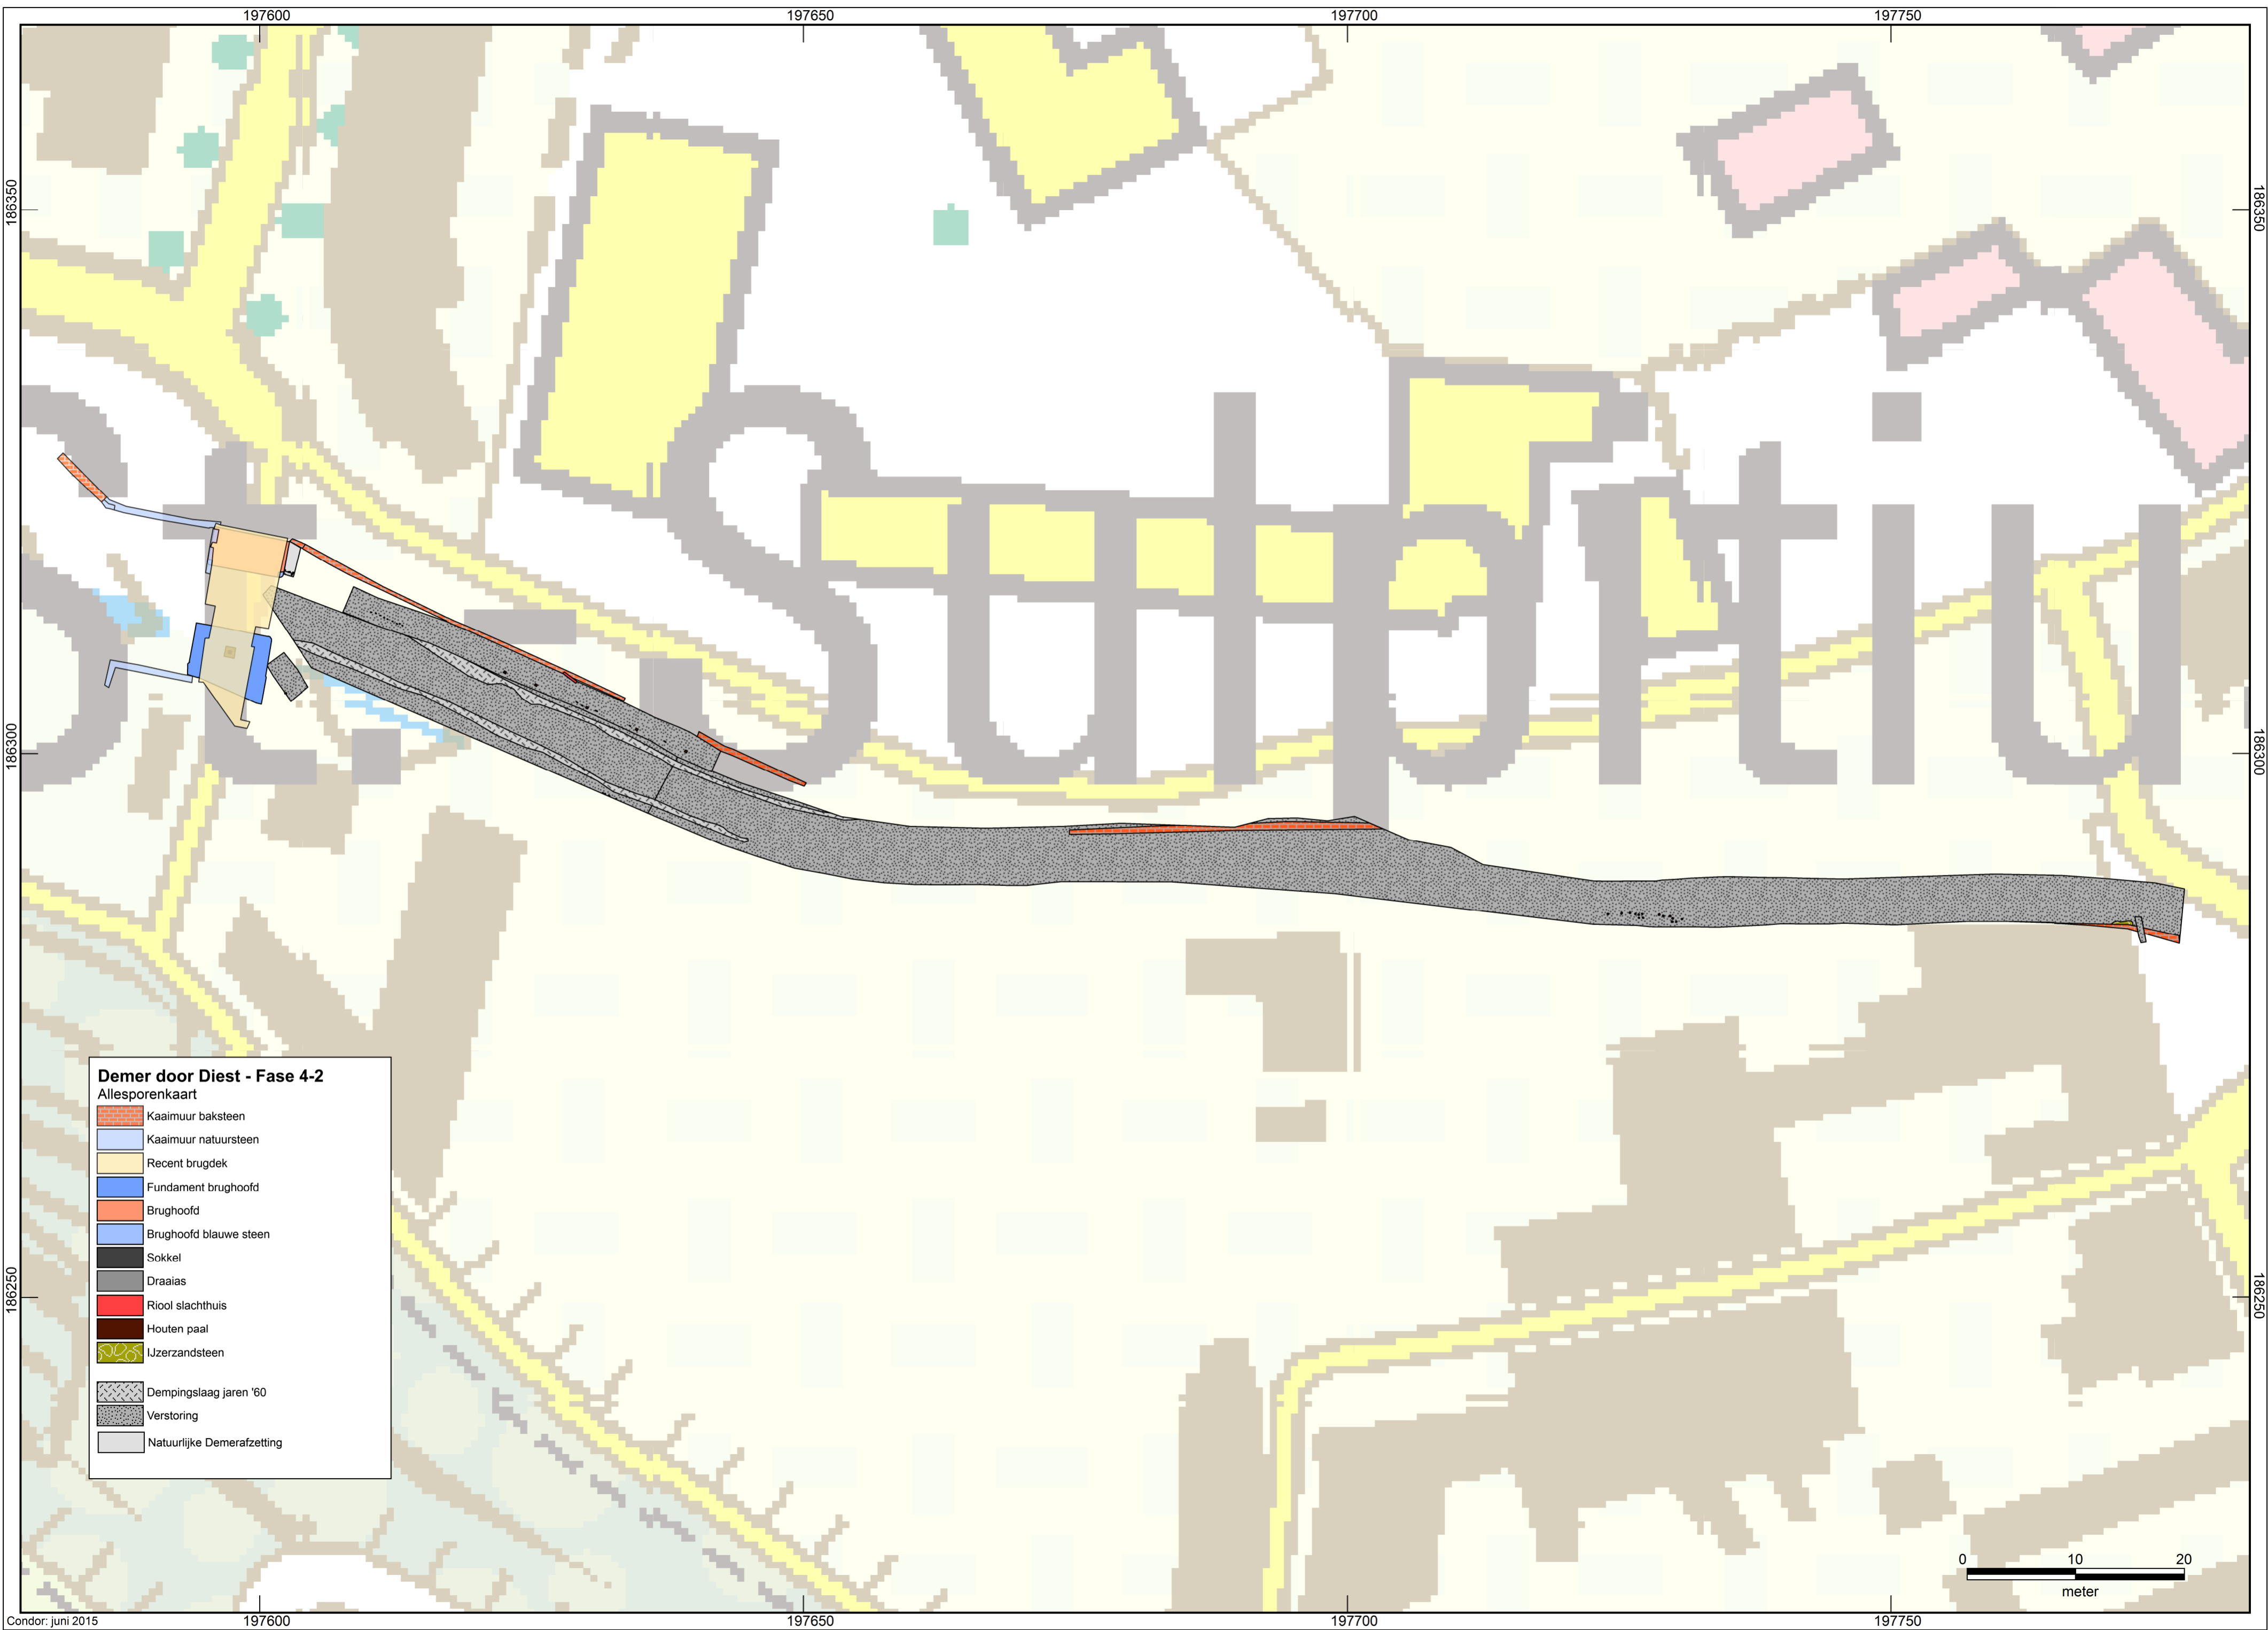 197600 197650 197700 197750
186350 186350
186300 186300
186250 186250
Demer door Diest - Fase 4-2
Allesporenkaart
Kaaimuur baksteen
Kaaimuur natuursteen
Recent brugdek
Fundament brughoofd
Brughoofd
Brughoofd blauwe steen
Sokkel
Draaias
Riool slachthuis
Houten paal
IJzerzandsteen
Dempingslaag jaren '60
Verstoring
Natuurlijke Demerafzetting
0 10 20
meter
197600 197650 197700 197750
Condor: juni 2015